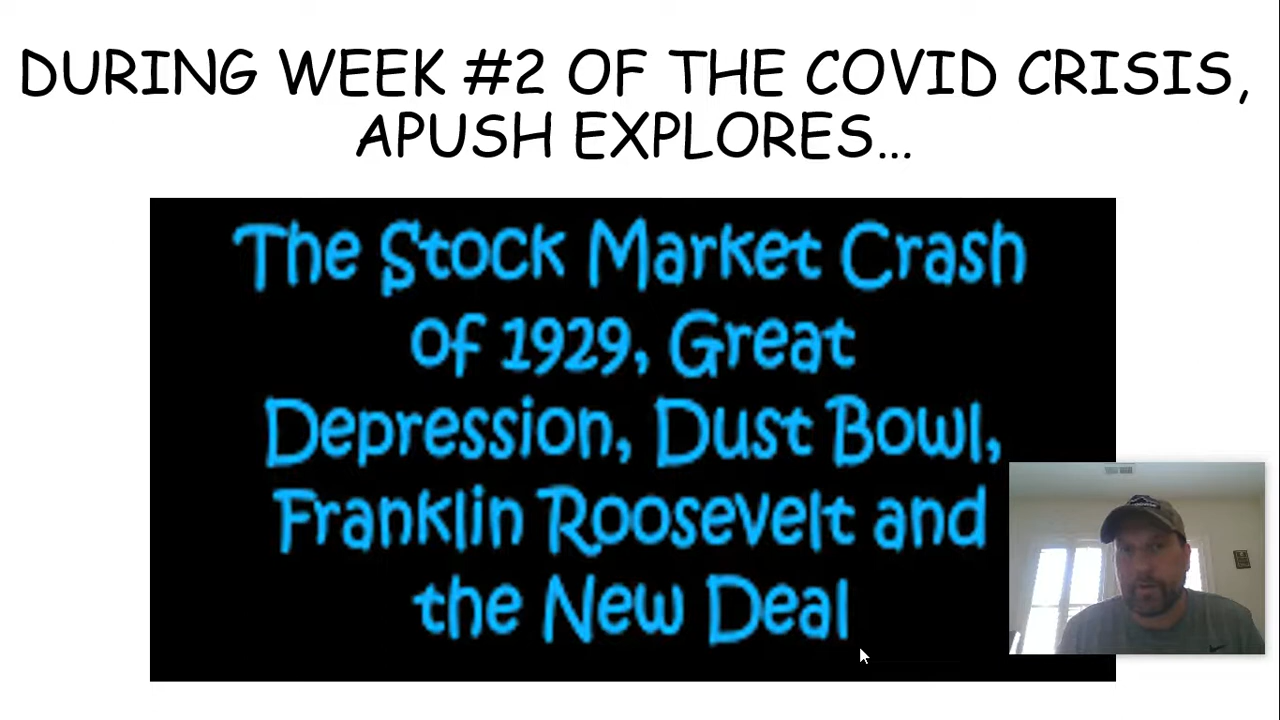 DURING WEEK #2 OF THE COVID CRISIS,
APUSH EXPLORES...
The Stock Market Crash
of 1929, Great
Depression, Dust Bowl,
Franklin Roosevelt and
the New Deal